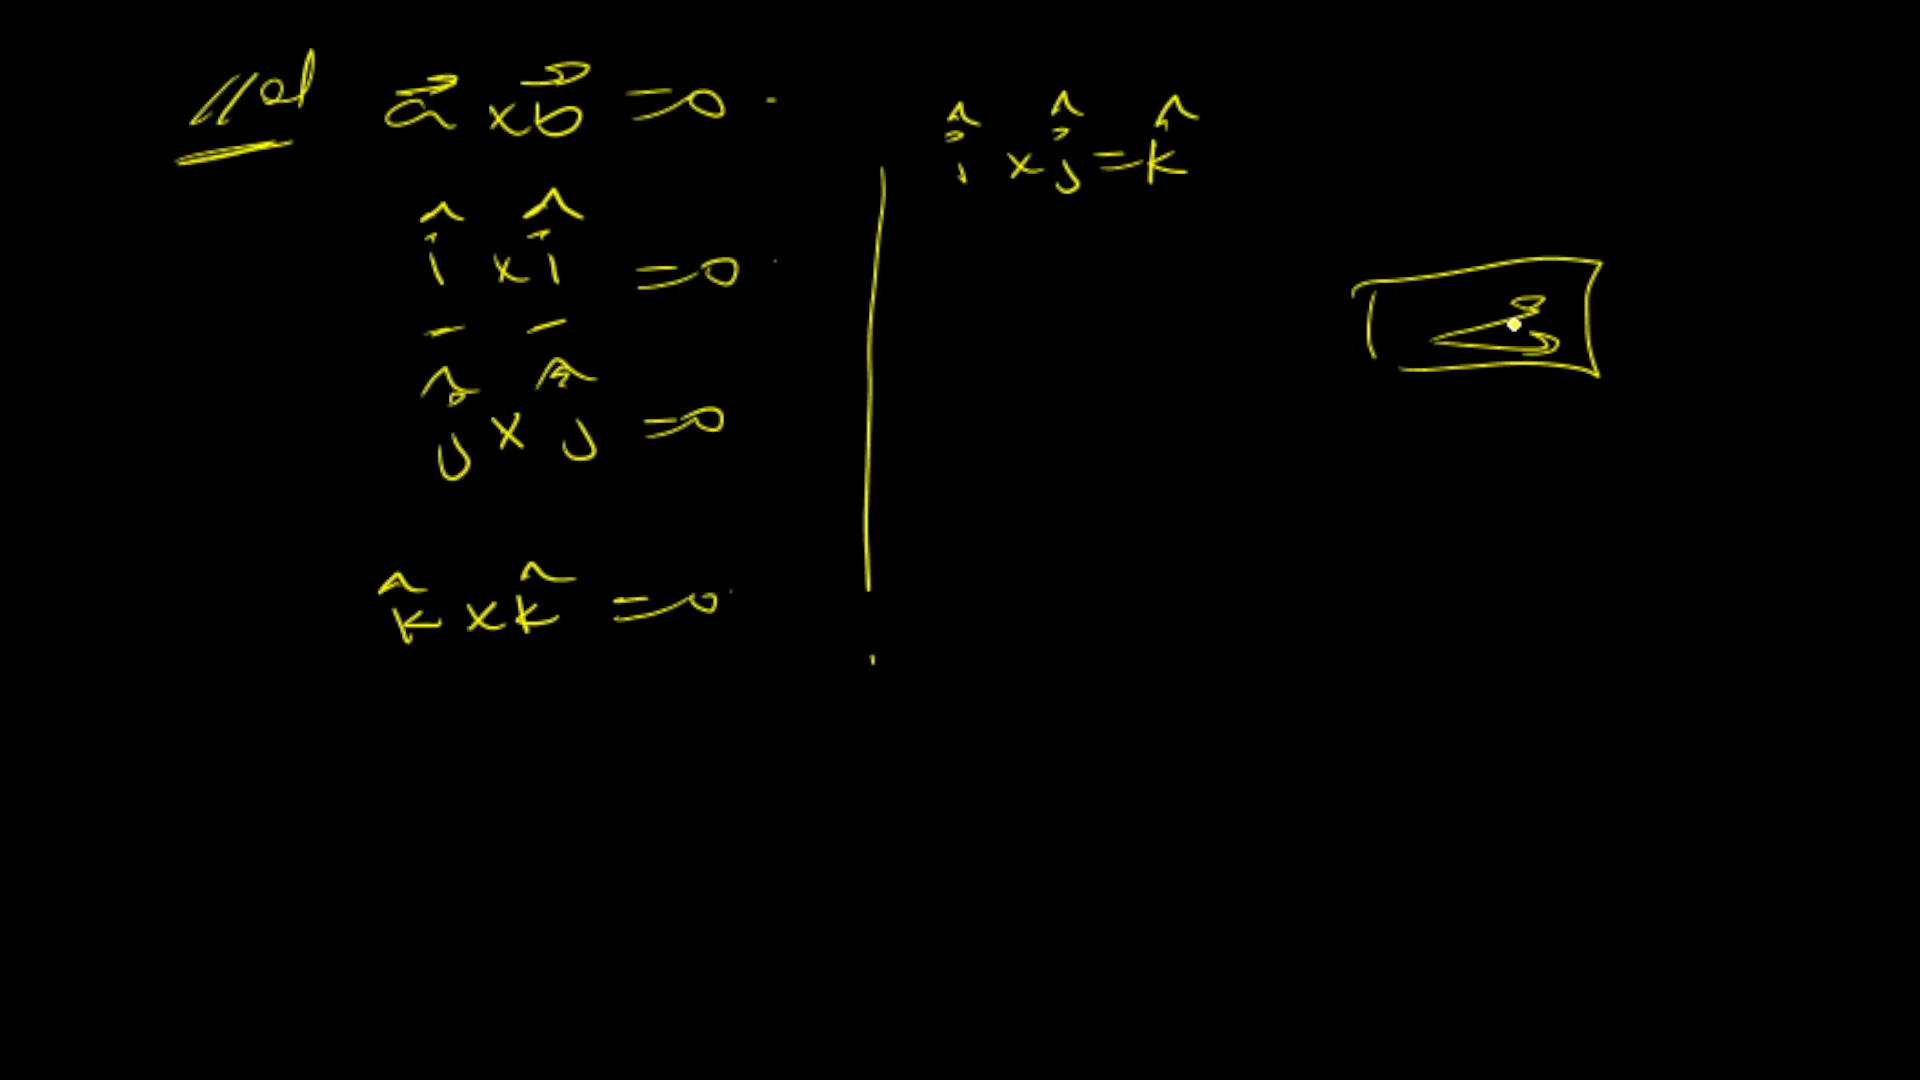 //el a⃗ x b⃗ = 0
î x î = 0
ĵ x ĵ = 0
k̂ x k̂ = 0
î x ĵ = k̂